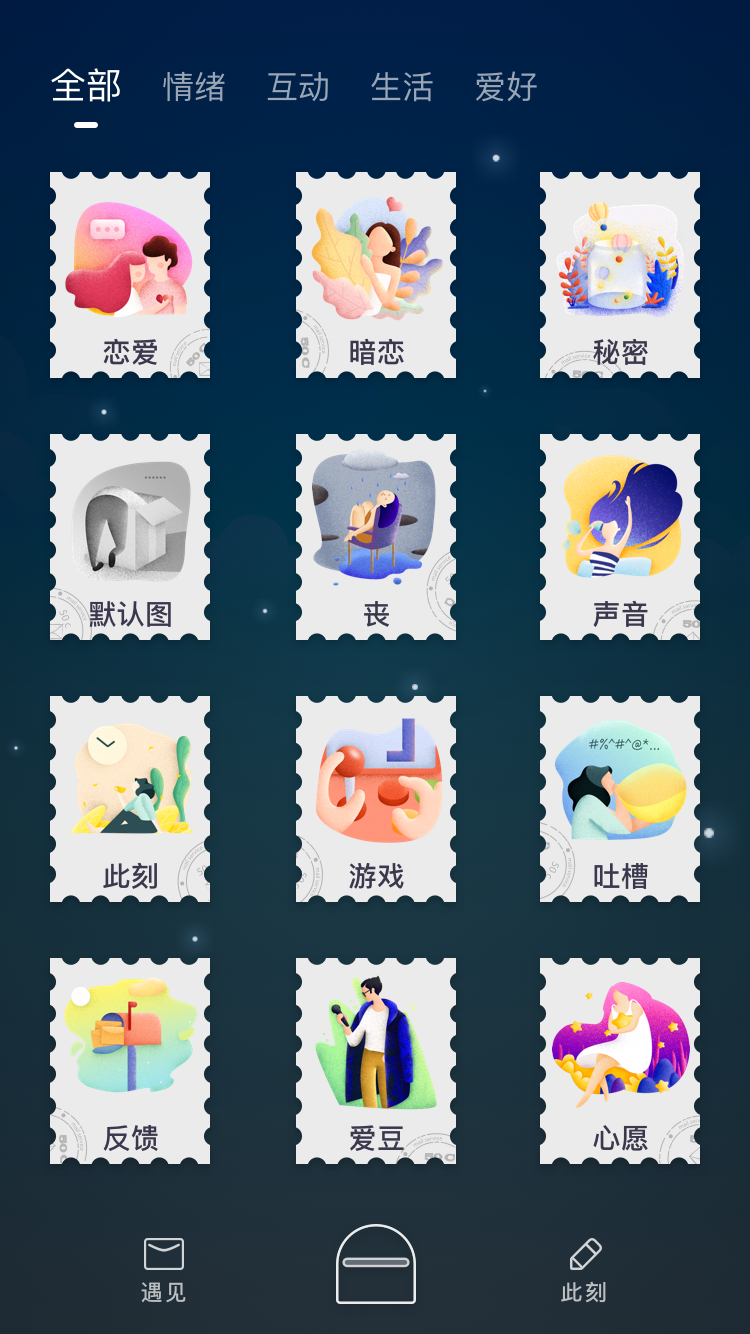 全部 情绪 互动 生活 爱好
恋爱 暗恋 秘密
默认图 丧 声音
#%^#^@*...
此刻 游戏 吐槽
反馈 爱豆 心愿
遇见 此刻